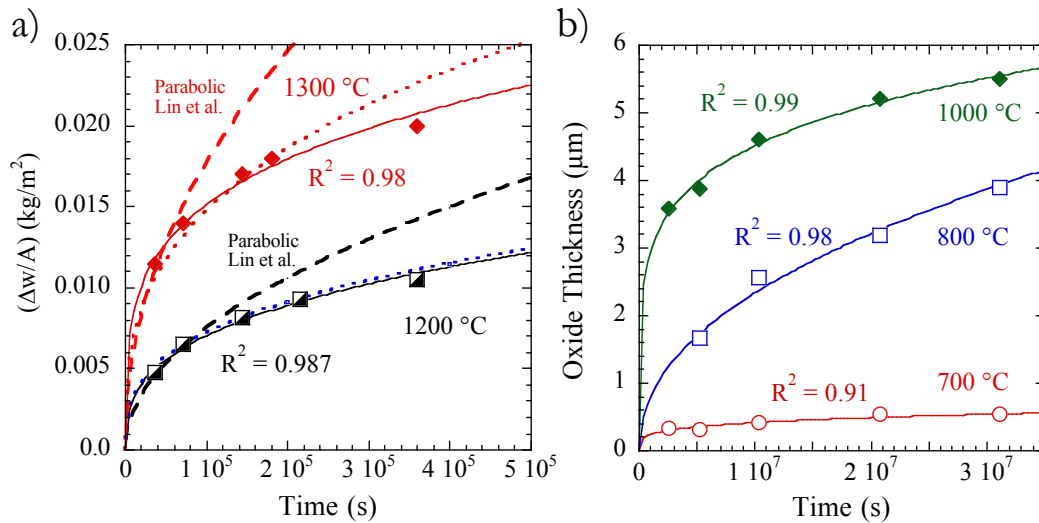 a)
0.025
0.020
0.015
0.010
0.005
0.0
(Δw/A) (kg/m²)
Parabolic
Lin et al.
1300 °C
R² = 0.98
Parabolic
Lin et al.
1200 °C
R² = 0.987
0 1 10⁵ 2 10⁵ 3 10⁵ 4 10⁵ 5 10⁵
Time (s)
b)
6
5
4
3
2
1
0
Oxide Thickness (µm)
R² = 0.99
1000 °C
R² = 0.98
800 °C
R² = 0.91
700 °C
0 1 10⁷ 2 10⁷ 3 10⁷
Time (s)